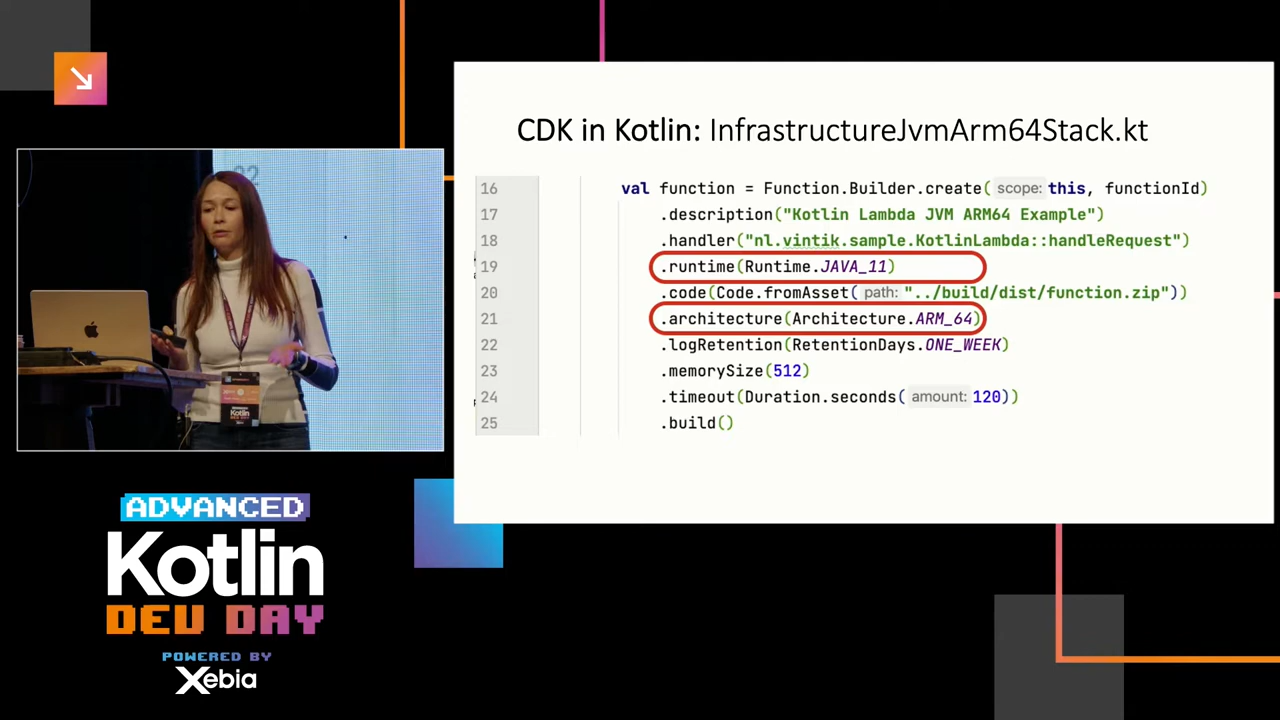 CDK in Kotlin: InfrastructureJvmArm64Stack.kt
16 val function = Function.Builder.create( scope: this, functionId)
17 .description("Kotlin Lambda JVM ARM64 Example")
18 .handler("nl.vintik.sample.KotlinLambda::handleRequest")
19 .runtime(Runtime.JAVA_11)
20 .code(Code.fromAsset( path: "../build/dist/function.zip"))
21 .architecture(Architecture.ARM_64)
22 .logRetention(RetentionDays.ONE_WEEK)
23 .memorySize(512)
24 .timeout(Duration.seconds( amount: 120))
25 .build()
Kotlin
DEV DAY
ADVANCED
Kotlin
DEV DAY
POWERED BY
Xebia